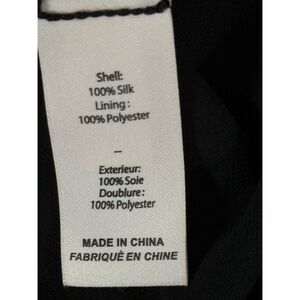 Shell:
100% Silk
Lining:
100% Polyester
–
Exterieur:
100% Soie
Doublure:
100% Polyester
MADE IN CHINA
FABRIQUÈ EN CHINE